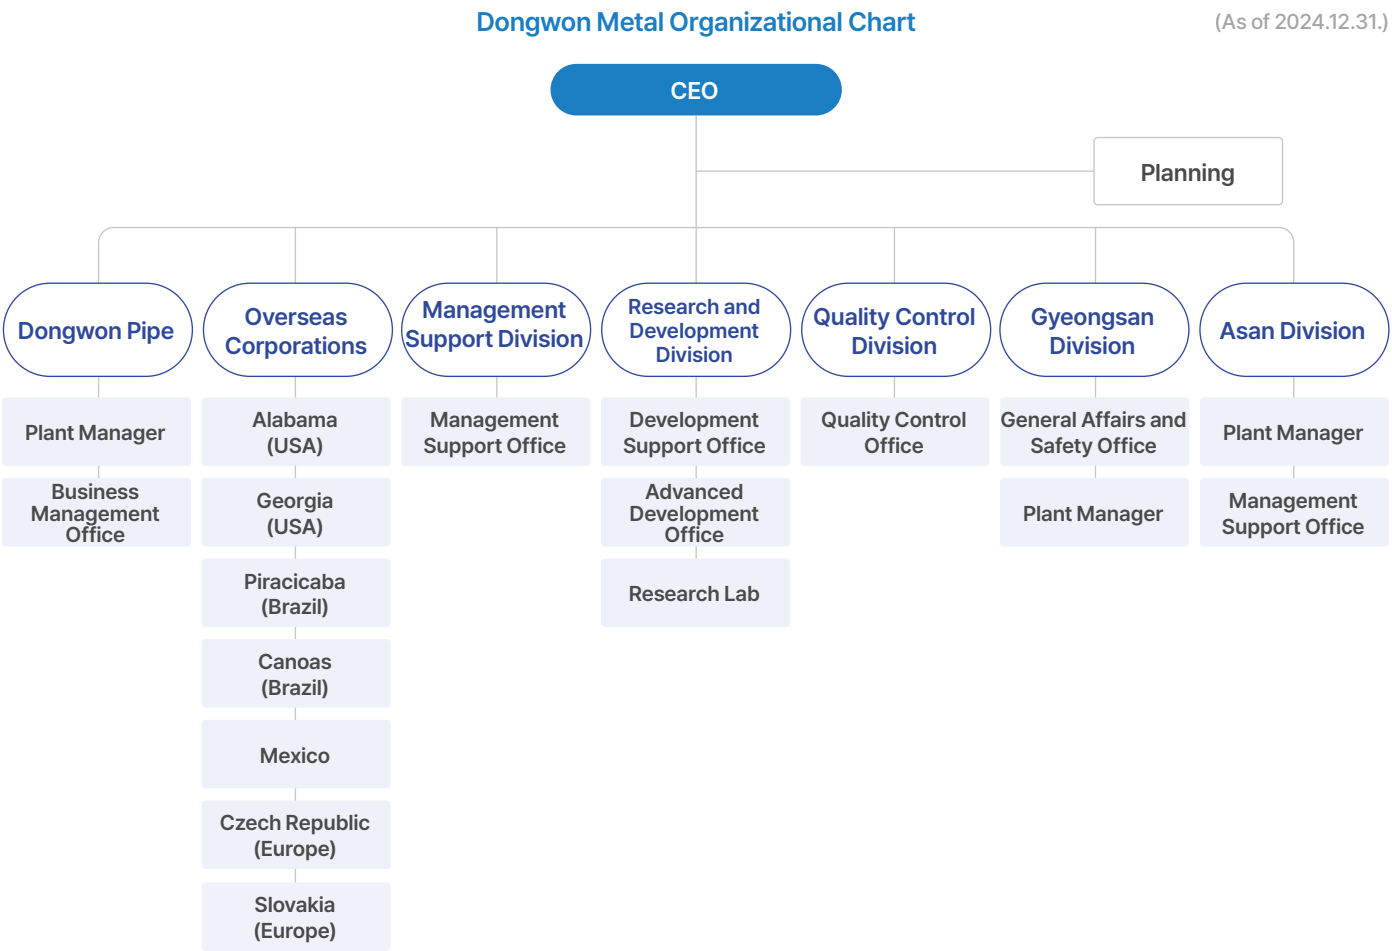 Dongwon Metal Organizational Chart
(As of 2024.12.31.)
CEO
Planning
Dongwon Pipe
Plant Manager
Business
Management
Office
Overseas
Corporations
Alabama
(USA)
Georgia
(USA)
Piracicaba
(Brazil)
Canoas
(Brazil)
Mexico
Czech Republic
(Europe)
Slovakia
(Europe)
Management
Support Division
Management
Support Office
Research and
Development
Division
Development
Support Office
Advanced
Development
Office
Research Lab
Quality Control
Division
Quality Control
Office
Gyeongsan
Division
General Affairs and
Safety Office
Plant Manager
Asan Division
Plant Manager
Management
Support Office